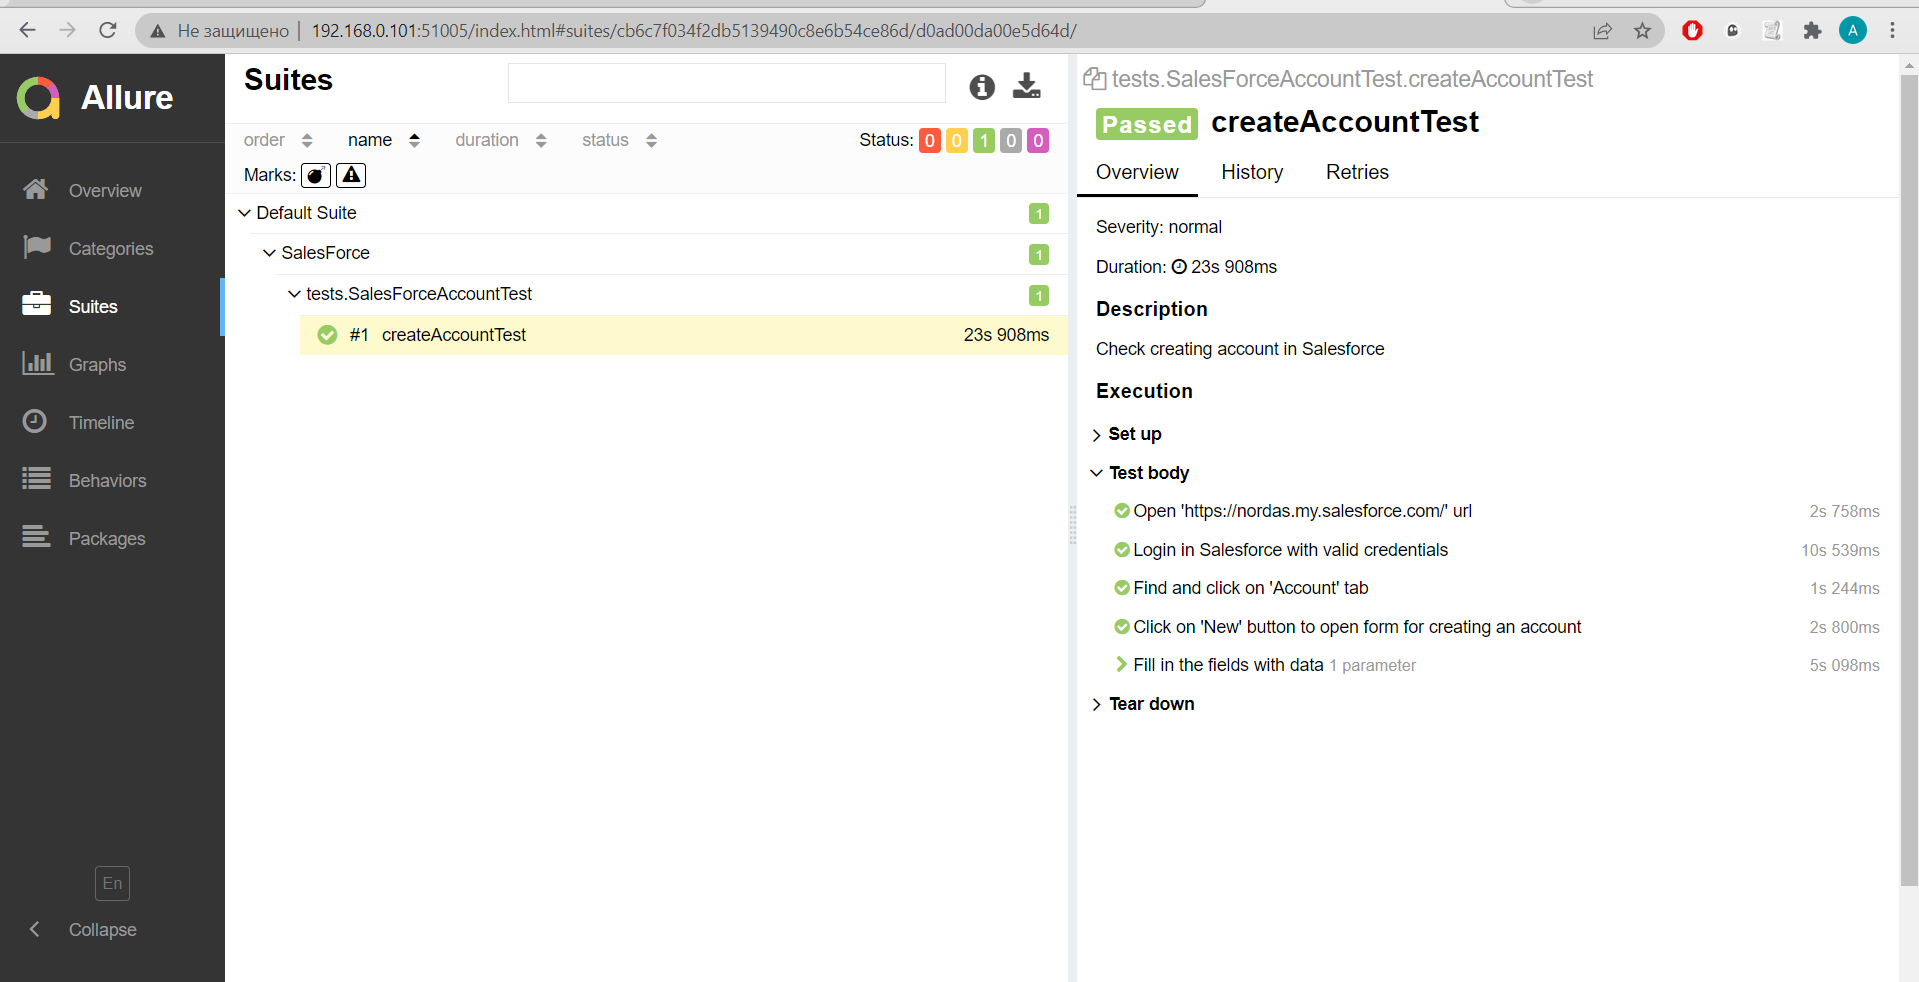 Не защищено | 192.168.0.101:51005/index.html#suites/cb6c7f034f2db5139490c8e6b54ce86d/d0ad00da00e5d64d/
A
Allure
Overview
Categories
Suites
Graphs
Timeline
Behaviors
Packages
En
Collapse
Suites
order name duration status Status: 0 0 1 0 0
Marks:
Default Suite 1
SalesForce 1
tests.SalesForceAccountTest 1
#1 createAccountTest 23s 908ms
tests.SalesForceAccountTest.createAccountTest
Passed createAccountTest
Overview History Retries
Severity: normal
Duration: 23s 908ms
Description
Check creating account in Salesforce
Execution
Set up
Test body
Open 'https://nordas.my.salesforce.com/' url 2s 758ms
Login in Salesforce with valid credentials 10s 539ms
Find and click on 'Account' tab 1s 244ms
Click on 'New' button to open form for creating an account 2s 800ms
Fill in the fields with data 1 parameter 5s 098ms
Tear down